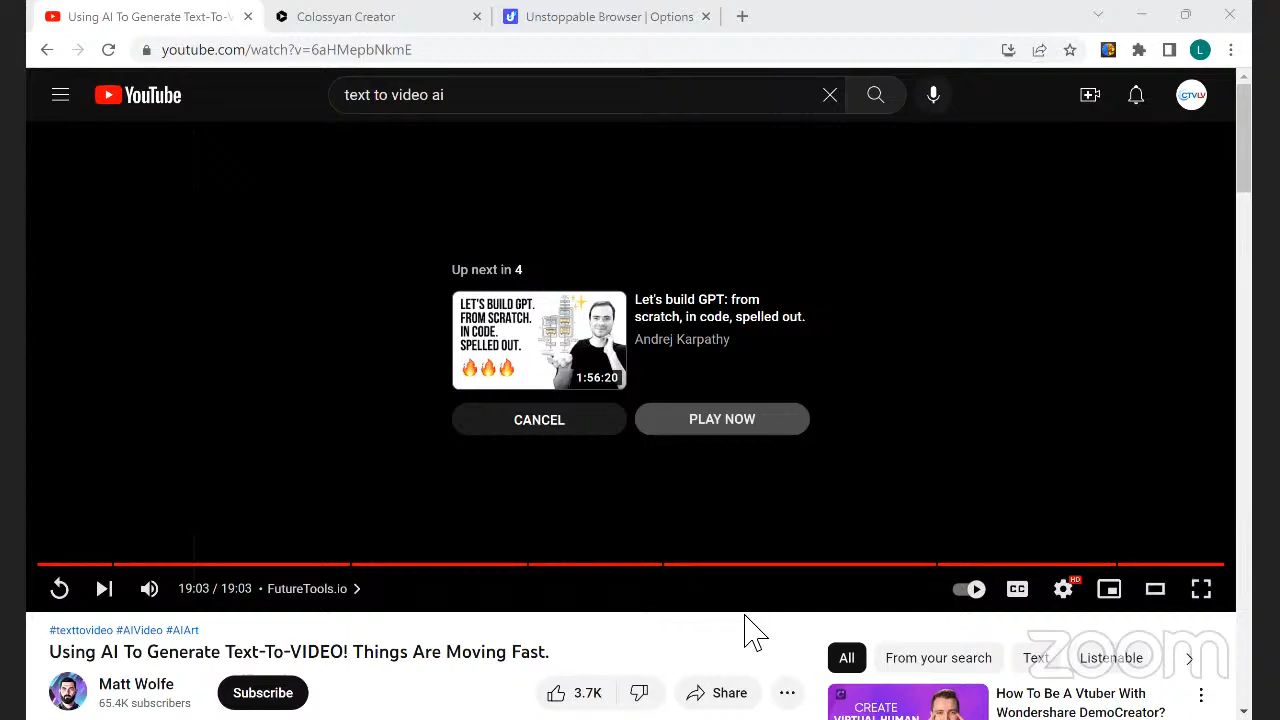 Using AI To Generate Text-To-V
Colossyan Creator
Unstoppable Browser | Options
youtube.com/watch?v=6aHMepbNkmE
L
YouTube
text to video ai
CTVLV
Up next in 4
LET'S BUILD GPT.
FROM SCRATCH.
IN CODE.
SPELLED OUT.
1:56:20
Let's build GPT: from
scratch, in code, spelled out.
Andrej Karpathy
CANCEL
PLAY NOW
19:03 / 19:03 • FutureTools.io
CC
HD
#texttovideo #AIVideo #AIArt
Using AI To Generate Text-To-VIDEO! Things Are Moving Fast.
Matt Wolfe
65.4K subscribers
Subscribe
3.7K
Share
All
From your search
Text
Listenable
zoom
CREATE
VIRTUAL HUMAN
How To Be A Vtuber With
Wondershare DemoCreator?